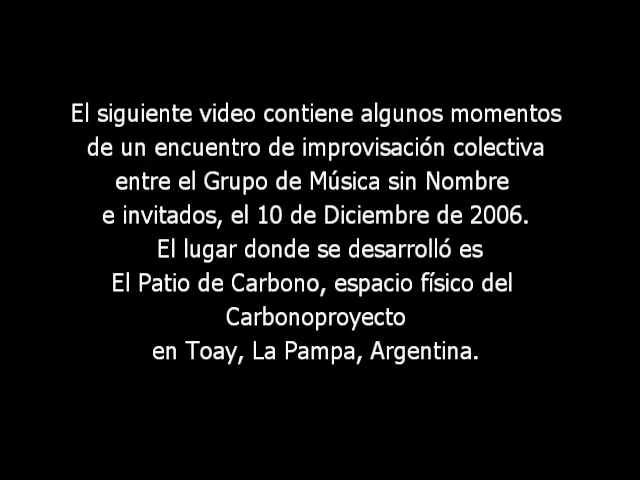 El siguiente video contiene algunos momentos
de un encuentro de improvisación colectiva
entre el Grupo de Música sin Nombre
e invitados, el 10 de Diciembre de 2006.
El lugar donde se desarrolló es
El Patio de Carbono, espacio físico del
Carbonoproyecto
en Toay, La Pampa, Argentina.